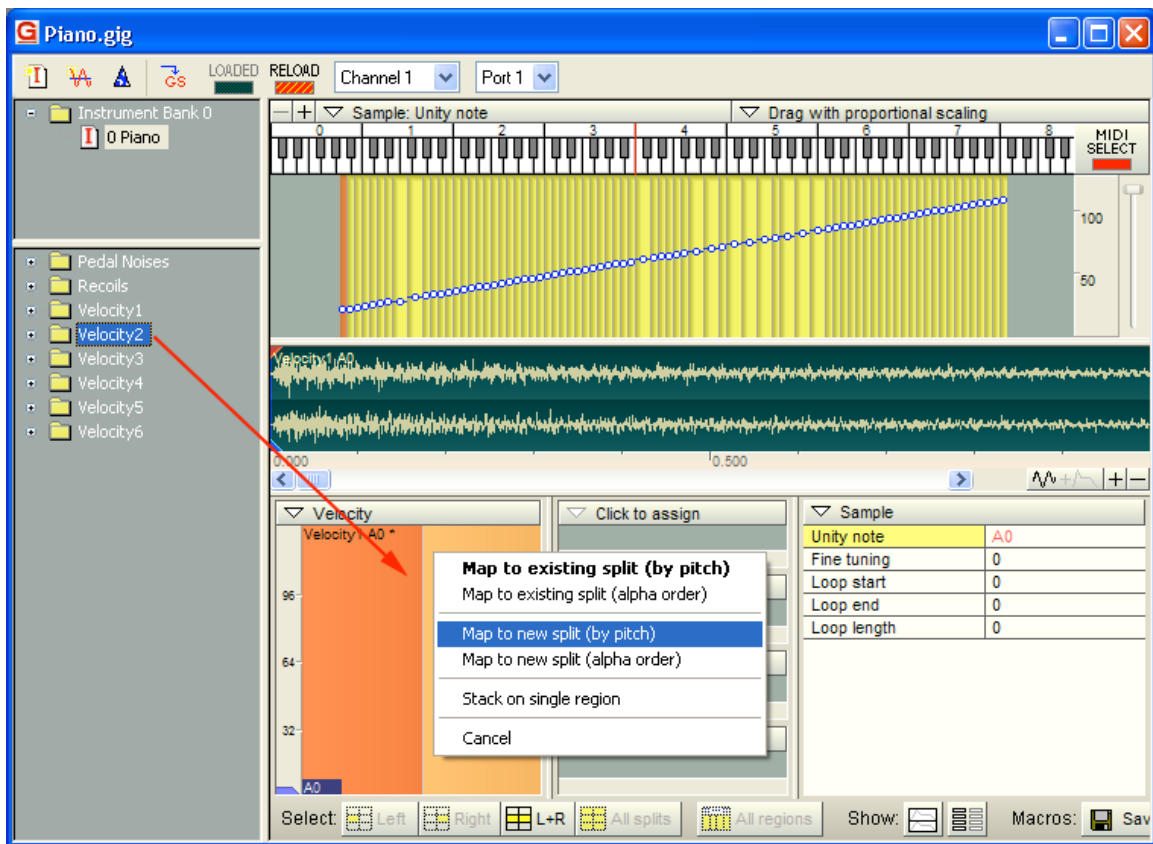 G Piano.gig
GS LOADED RELOAD Channel 1 Port 1
Instrument Bank 0
I 0 Piano
Pedal Noises
Recoils
Velocity1
Velocity2
Velocity3
Velocity4
Velocity5
Velocity6
Sample: Unity note
Drag with proportional scaling
0 1 2 3 4 5 6 7 8
MIDI
SELECT
100
50
Velocity1 A0
0.000 0.500
Velocity
Velocity1 A0 *
96
64
32
A0
Click to assign
Map to existing split (by pitch)
Map to existing split (alpha order)
Map to new split (by pitch)
Map to new split (alpha order)
Stack on single region
Cancel
Sample
Unity note A0
Fine tuning 0
Loop start 0
Loop end 0
Loop length 0
Select: Left Right L+R All splits All regions Show: Macros: Sav